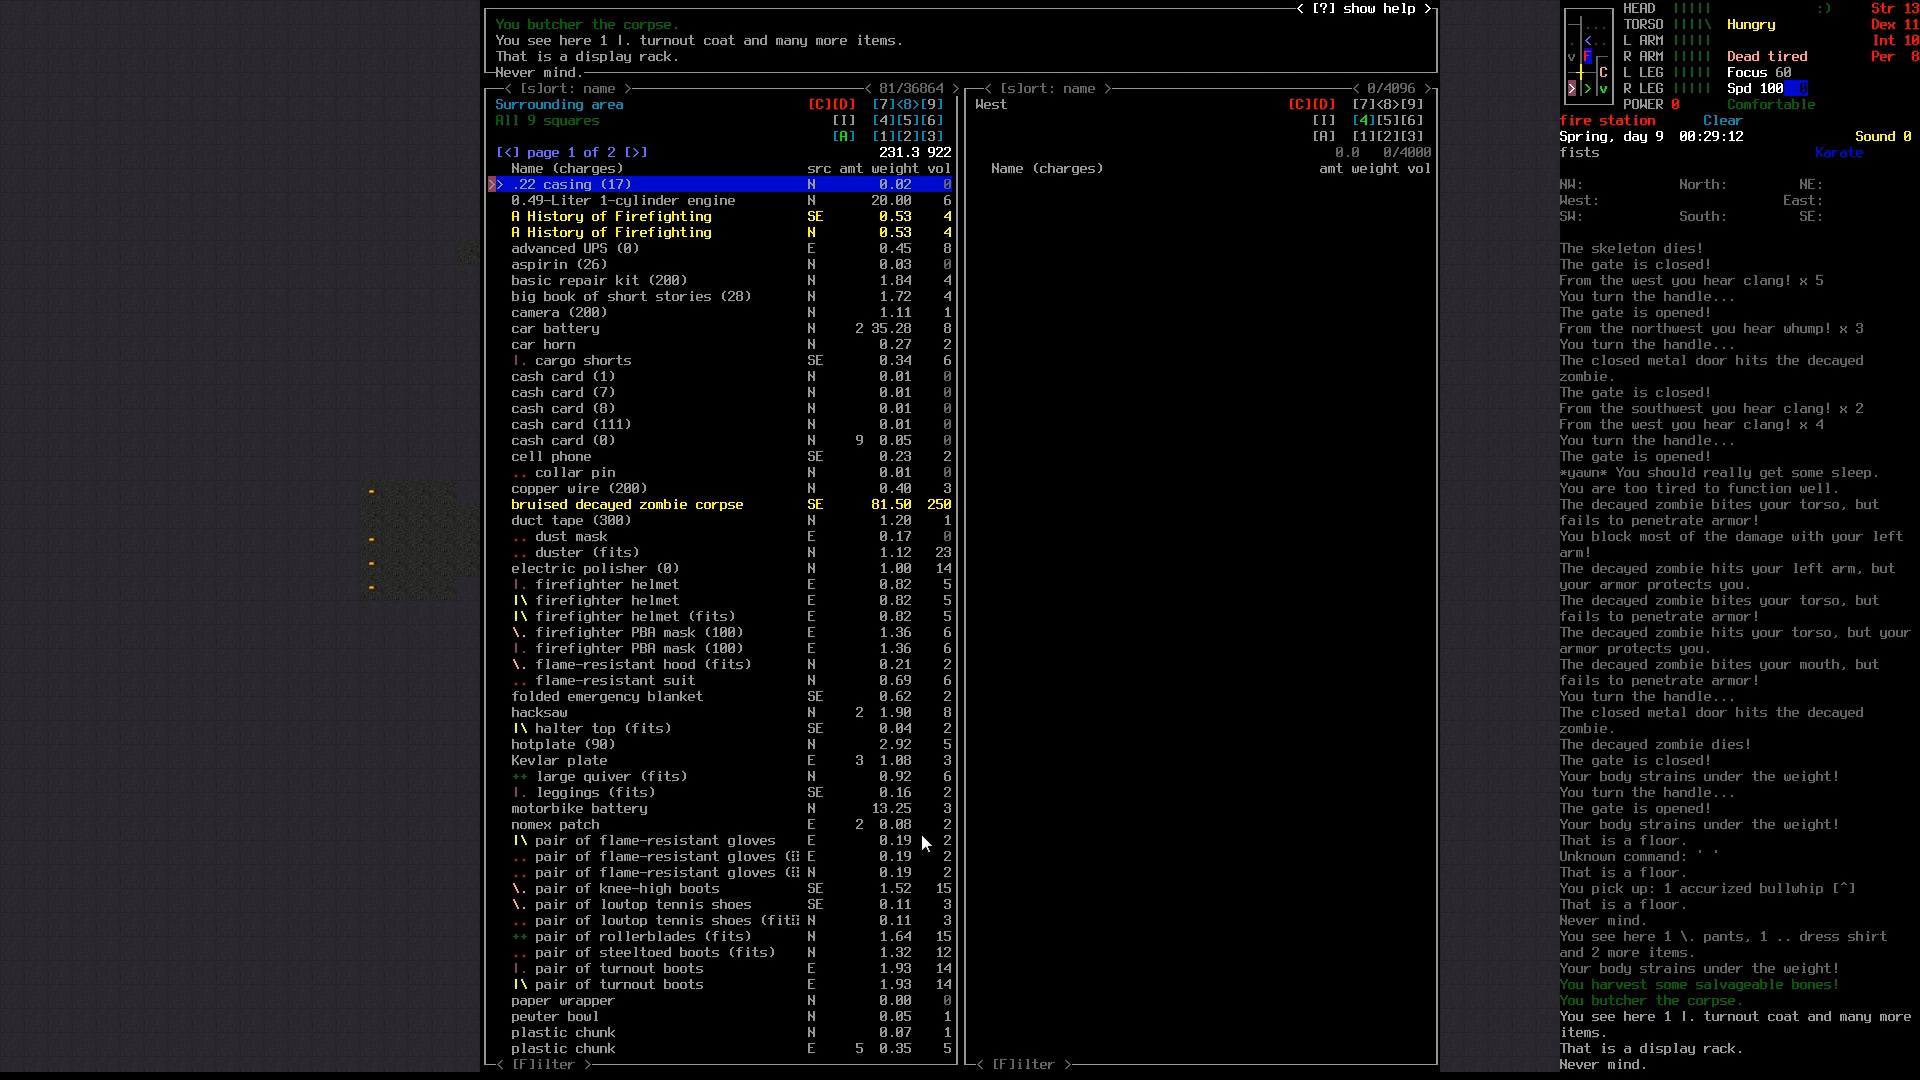 < [?] show help >
You butcher the corpse.
You see here 1 l. turnout coat and many more items.
That is a display rack.
Never mind.
< [s]ort: name > < 81/36864 >
Surrounding area [C][D] [7]<8>[9]
All 9 squares [I] [4][5][6]
[A] [1][2][3]
[<] page 1 of 2 [>] 231.3 922
Name (charges) src amt weight vol
>> .22 casing (17) N 0.02 0
0.49-Liter 1-cylinder engine N 20.00 6
A History of Firefighting SE 0.53 4
A History of Firefighting N 0.53 4
advanced UPS (0) E 0.45 8
aspirin (26) N 0.03 0
basic repair kit (200) N 1.84 4
big book of short stories (28) N 1.72 4
camera (200) N 1.11 1
car battery N 2 35.28 8
car horn N 0.27 2
|. cargo shorts SE 0.34 6
cash card (1) N 0.01 0
cash card (7) N 0.01 0
cash card (8) N 0.01 0
cash card (111) N 0.01 0
cash card (0) N 9 0.05 0
cell phone SE 0.23 2
.. collar pin N 0.01 0
copper wire (200) N 0.40 3
bruised decayed zombie corpse SE 81.50 250
duct tape (300) N 1.20 1
.. dust mask E 0.17 0
.. duster (fits) N 1.12 23
electric polisher (0) N 1.00 14
|. firefighter helmet E 0.82 5
|\ firefighter helmet E 0.82 5
|\ firefighter helmet (fits) E 0.82 5
\. firefighter PBA mask (100) E 1.36 6
|. firefighter PBA mask (100) E 1.36 6
\. flame-resistant hood (fits) N 0.21 2
.. flame-resistant suit N 0.69 6
folded emergency blanket SE 0.62 2
hacksaw N 2 1.90 8
|\ halter top (fits) SE 0.04 2
hotplate (90) N 2.92 5
Kevlar plate E 3 1.08 3
++ large quiver (fits) N 0.92 6
|. leggings (fits) SE 0.16 2
motorbike battery N 13.25 3
nomex patch E 2 0.08 2
|\ pair of flame-resistant gloves E 0.19 2
.. pair of flame-resistant gloves ( E 0.19 2
.. pair of flame-resistant gloves ( N 0.19 2
\. pair of knee-high boots SE 1.52 15
\. pair of lowtop tennis shoes SE 0.11 3
.. pair of lowtop tennis shoes (fit N 0.11 3
++ pair of rollerblades (fits) N 1.64 15
.. pair of steeltoed boots (fits) N 1.32 12
|. pair of turnout boots E 1.93 14
|\ pair of turnout boots E 1.93 14
paper wrapper N 0.00 0
pewter bowl N 0.05 1
plastic chunk N 0.07 1
plastic chunk E 5 0.35 5
< [F]ilter >
< [s]ort: name > < 0/4096 >
West [C][D] [7]<8>[9]
[I] [4][5][6]
[A] [1][2][3]
0.0 0/4000
Name (charges) amt weight vol
< [F]ilter >
HEAD ||||| :) Str 13
TORSO ||||\ Hungry Dex 11
L ARM ||||| Int 10
R ARM ||||| Dead tired Per 8
L LEG ||||| Focus 60
R LEG ||||| Spd 100 0
POWER 0 Comfortable
fire station Clear
Spring, day 9 00:29:12 Sound 0
fists Karate
NW: North: NE:
West: East:
SW: South: SE:
The skeleton dies!
The gate is closed!
From the west you hear clang! x 5
You turn the handle...
The gate is opened!
From the northwest you hear whump! x 3
You turn the handle...
The closed metal door hits the decayed
zombie.
The gate is closed!
From the southwest you hear clang! x 2
From the west you hear clang! x 4
You turn the handle...
The gate is opened!
*yawn* You should really get some sleep.
You are too tired to function well.
The decayed zombie bites your torso, but
fails to penetrate armor!
You block most of the damage with your left
arm!
The decayed zombie hits your left arm, but
your armor protects you.
The decayed zombie bites your torso, but
fails to penetrate armor!
The decayed zombie hits your torso, but your
armor protects you.
The decayed zombie bites your mouth, but
fails to penetrate armor!
You turn the handle...
The closed metal door hits the decayed
zombie.
The decayed zombie dies!
The gate is closed!
Your body strains under the weight!
You turn the handle...
The gate is opened!
Your body strains under the weight!
That is a floor.
Unknown command: ' '
That is a floor.
You pick up: 1 accurized bullwhip [^]
That is a floor.
Never mind.
You see here 1 \. pants, 1 .. dress shirt
and 2 more items.
Your body strains under the weight!
You harvest some salvageable bones!
You butcher the corpse.
You see here 1 l. turnout coat and many more
items.
That is a display rack.
Never mind.